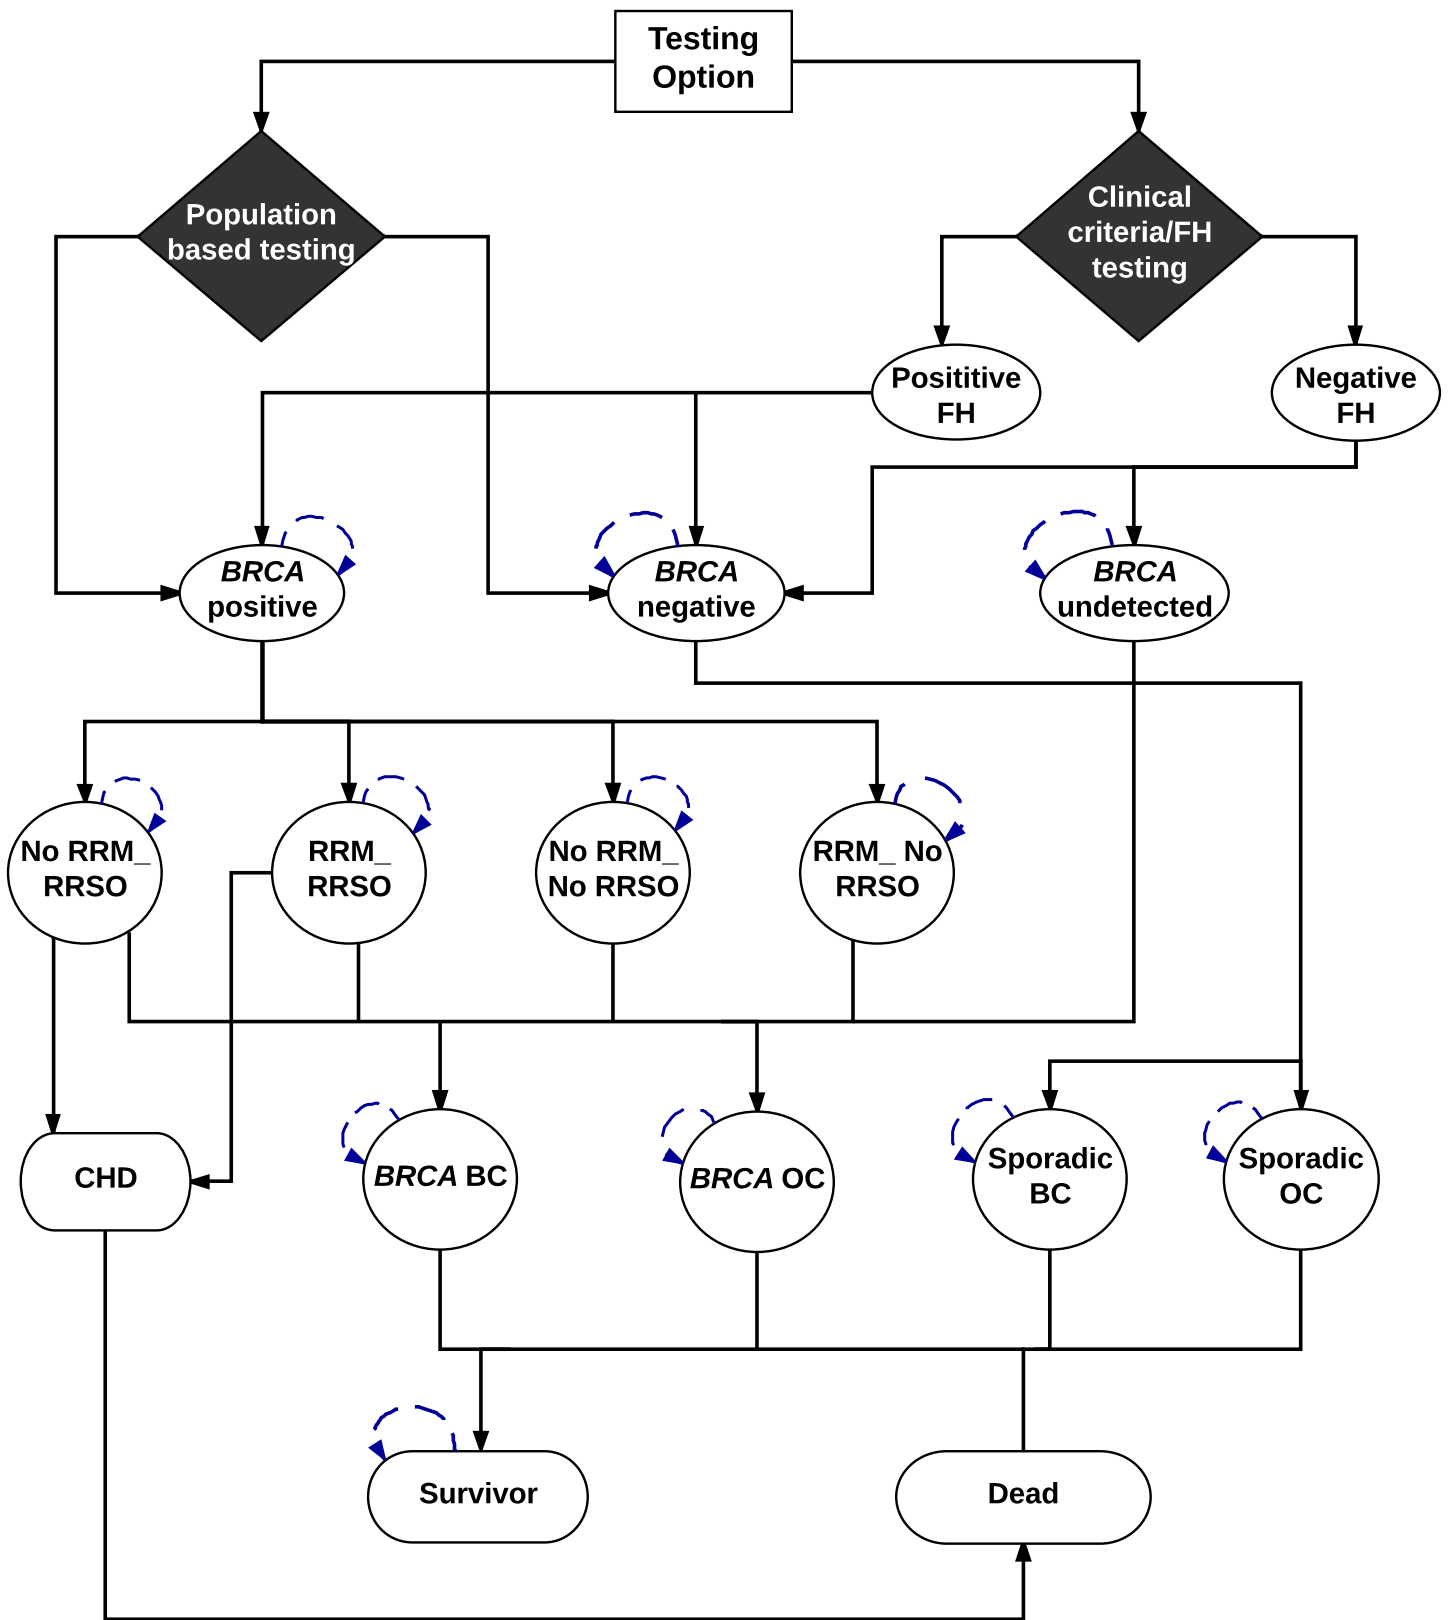 Testing
Option
Population
based testing
Clinical
criteria/FH
testing
Posititive
FH
Negative
FH
BRCA
positive
BRCA
negative
BRCA
undetected
No RRM_
RRSO
RRM_
RRSO
No RRM_
No RRSO
RRM_ No
RRSO
CHD
BRCA BC
BRCA OC
Sporadic
BC
Sporadic
OC
Survivor
Dead